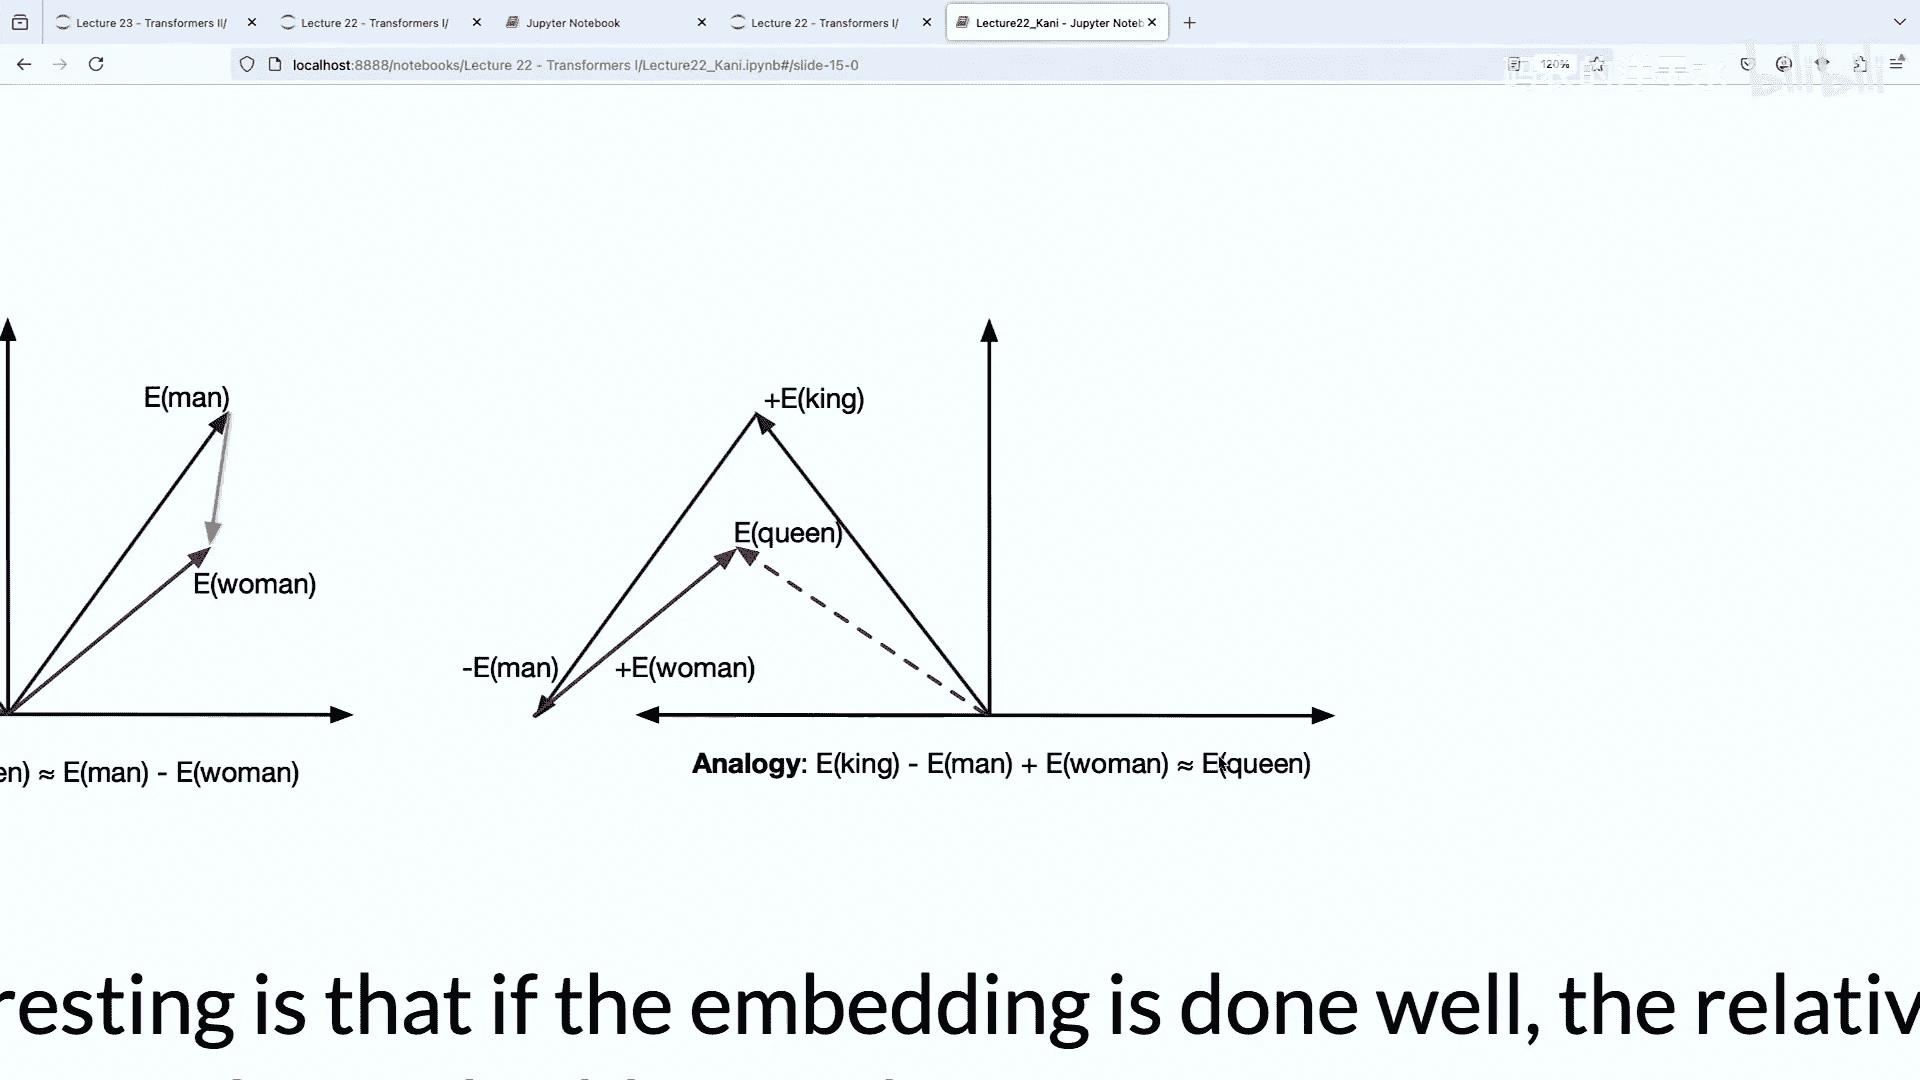 Lecture 23 - Transformers II/
Lecture 22 - Transformers I/
Jupyter Notebook
Lecture 22 - Transformers I/
Lecture22_Kani - Jupyter Noteb
localhost:8888/notebooks/Lecture 22 - Transformers I/Lecture22_Kani.ipynb#/slide-15-0
120%
bilibili
E(man)
+E(king)
E(queen)
E(woman)
-E(man)
+E(woman)
en) ≈ E(man) - E(woman)
Analogy: E(king) - E(man) + E(woman) ≈ E(queen)
resting is that if the embedding is done well, the relativ